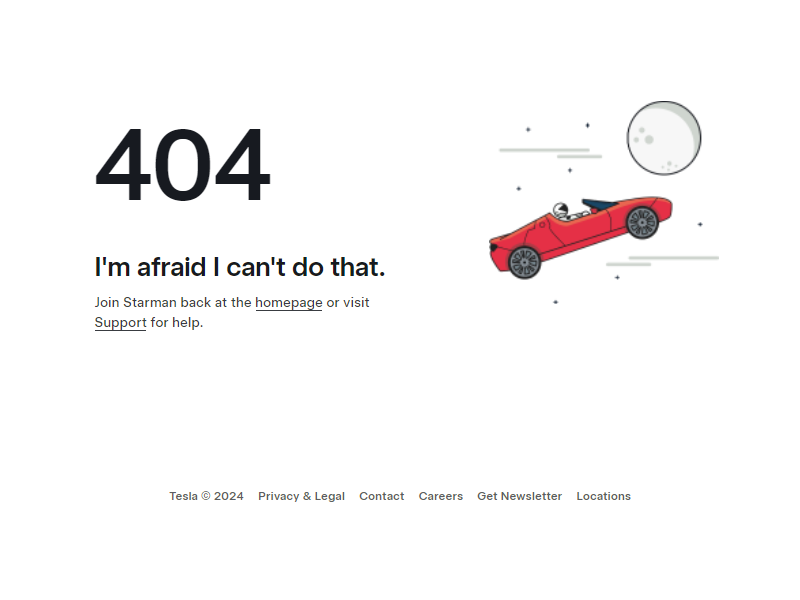 404
I'm afraid I can't do that.
Join Starman back at the homepage or visit
Support for help.
Tesla © 2024 Privacy & Legal Contact Careers Get Newsletter Locations